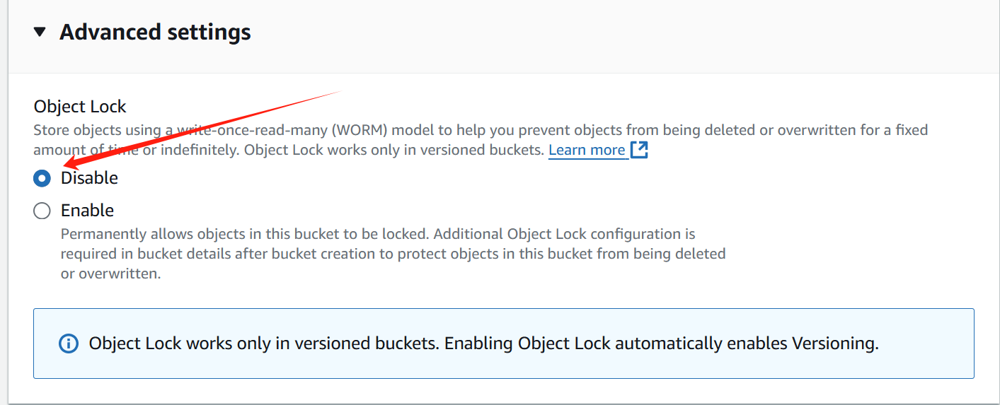 Advanced settings
Object Lock
Store objects using a write-once-read-many (WORM) model to help you prevent objects from being deleted or overwritten for a fixed
amount of time or indefinitely. Object Lock works only in versioned buckets. Learn more
Disable
Enable
Permanently allows objects in this bucket to be locked. Additional Object Lock configuration is
required in bucket details after bucket creation to protect objects in this bucket from being deleted
or overwritten.
Object Lock works only in versioned buckets. Enabling Object Lock automatically enables Versioning.